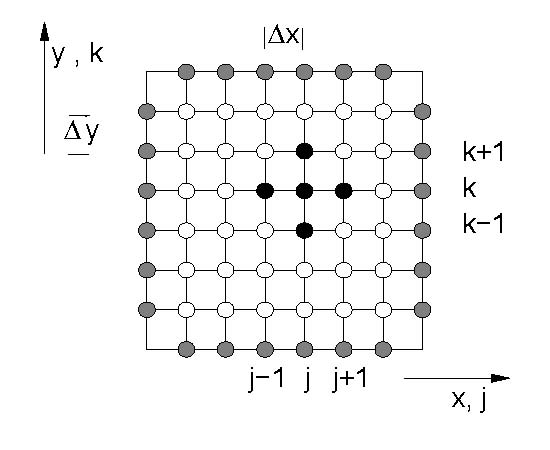 |Δx|
y , k
Δy
k+1
k
k−1
j−1 j j+1
x, j